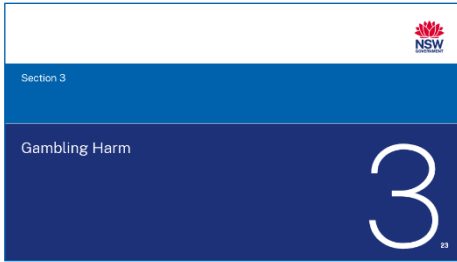 NSW
GOVERNMENT
Section 3
Gambling Harm
3
23